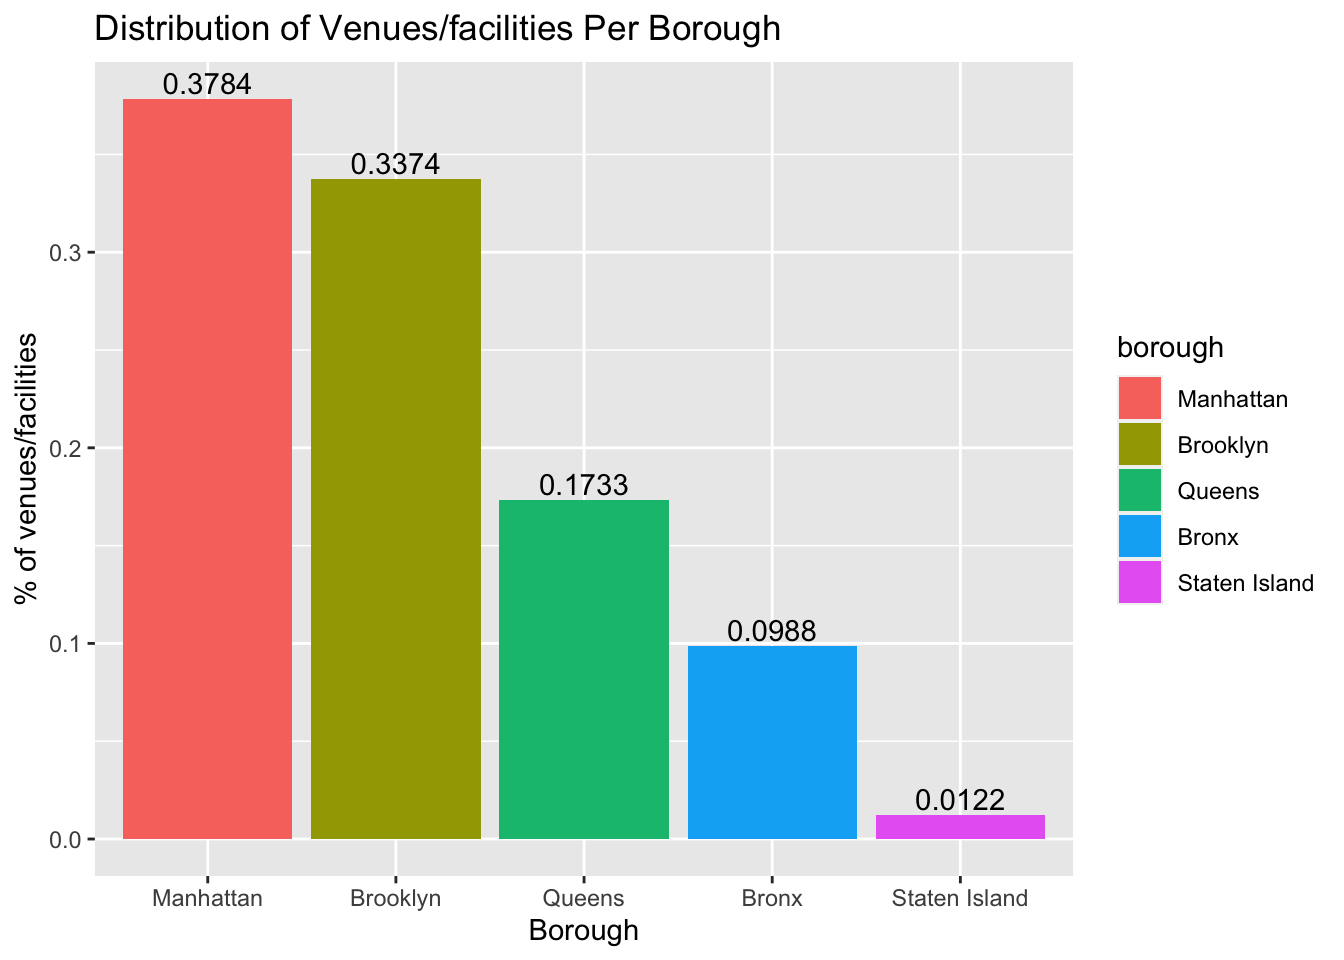 Distribution of Venues/facilities Per Borough
0.3784
0.3374
0.1733
0.0988
0.0122
0.3
0.2
0.1
0.0
% of venues/facilities
Manhattan
Brooklyn
Queens
Bronx
Staten Island
Borough
borough
Manhattan
Brooklyn
Queens
Bronx
Staten Island